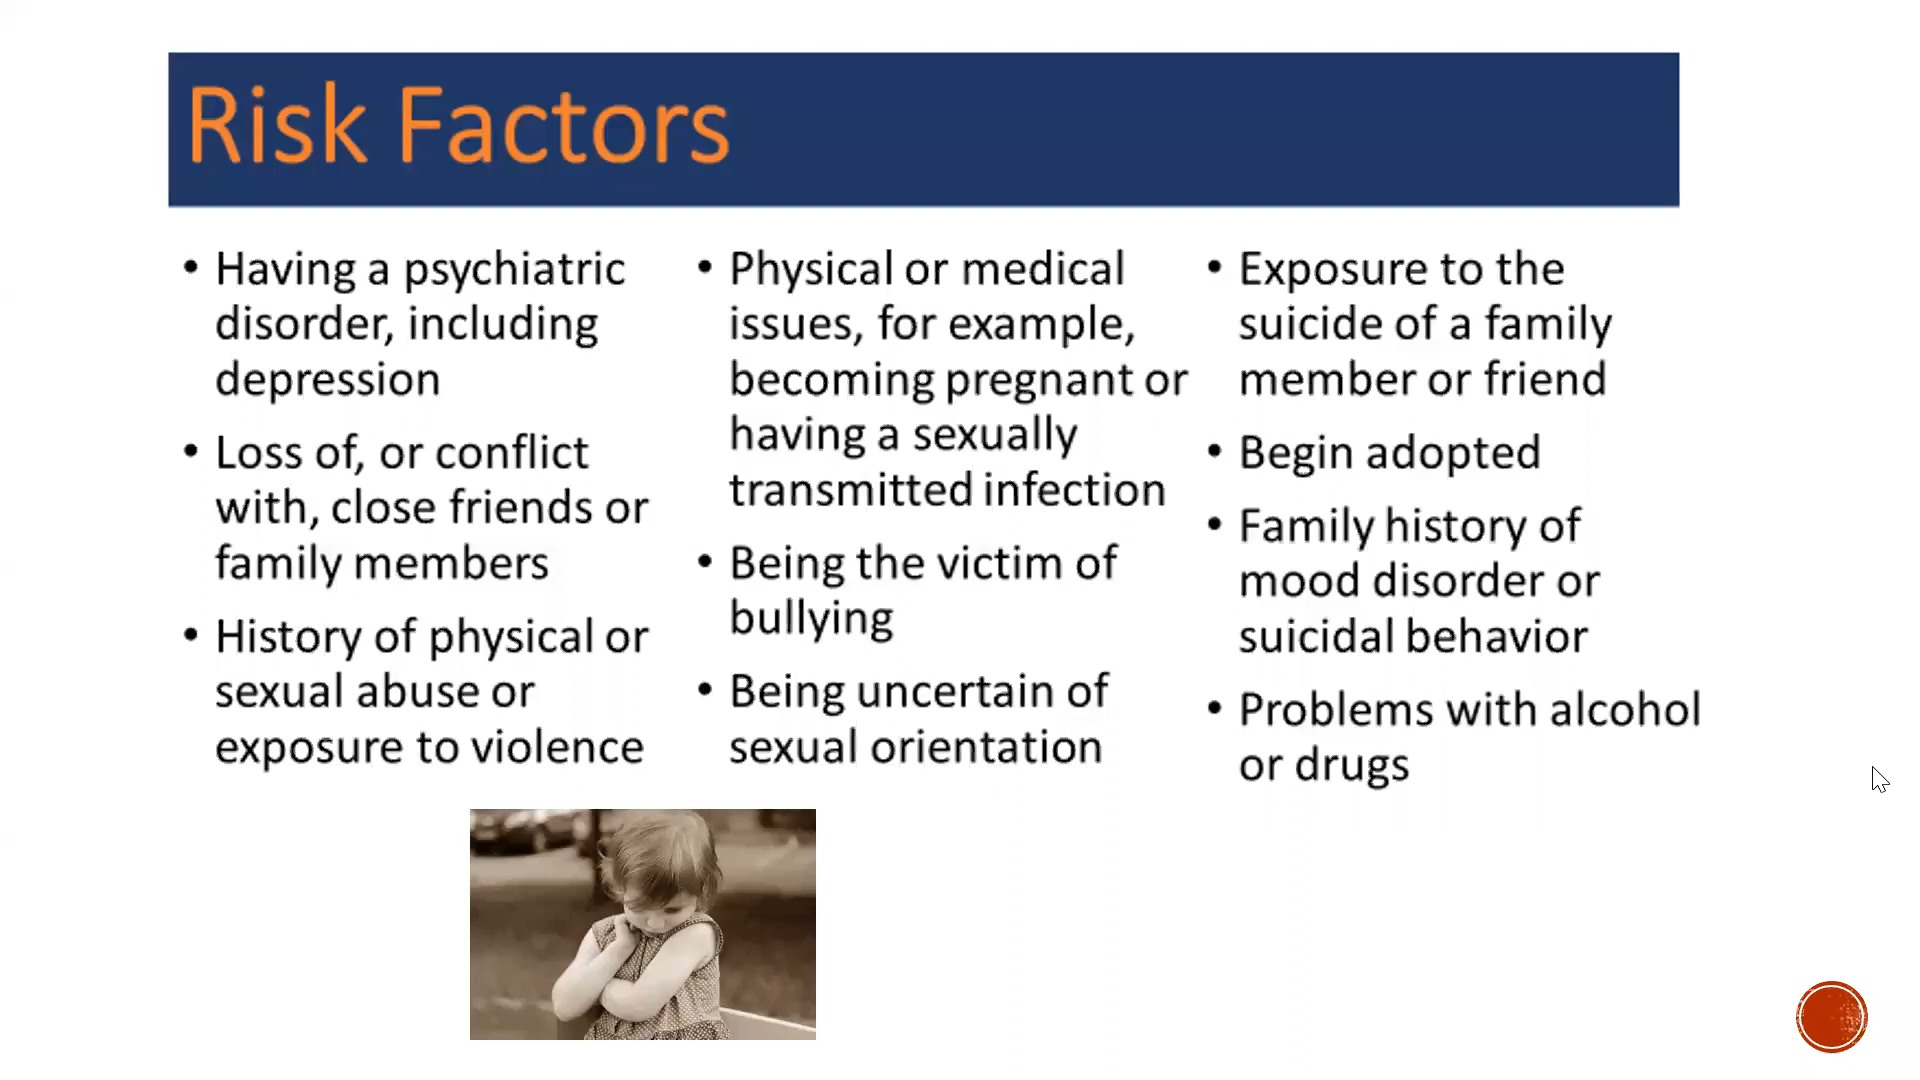 Risk Factors
• Having a psychiatric
disorder, including
depression
• Loss of, or conflict
with, close friends or
family members
• History of physical or
sexual abuse or
exposure to violence
• Physical or medical
issues, for example,
becoming pregnant or
having a sexually
transmitted infection
• Being the victim of
bullying
• Being uncertain of
sexual orientation
• Exposure to the
suicide of a family
member or friend
• Begin adopted
• Family history of
mood disorder or
suicidal behavior
• Problems with alcohol
or drugs